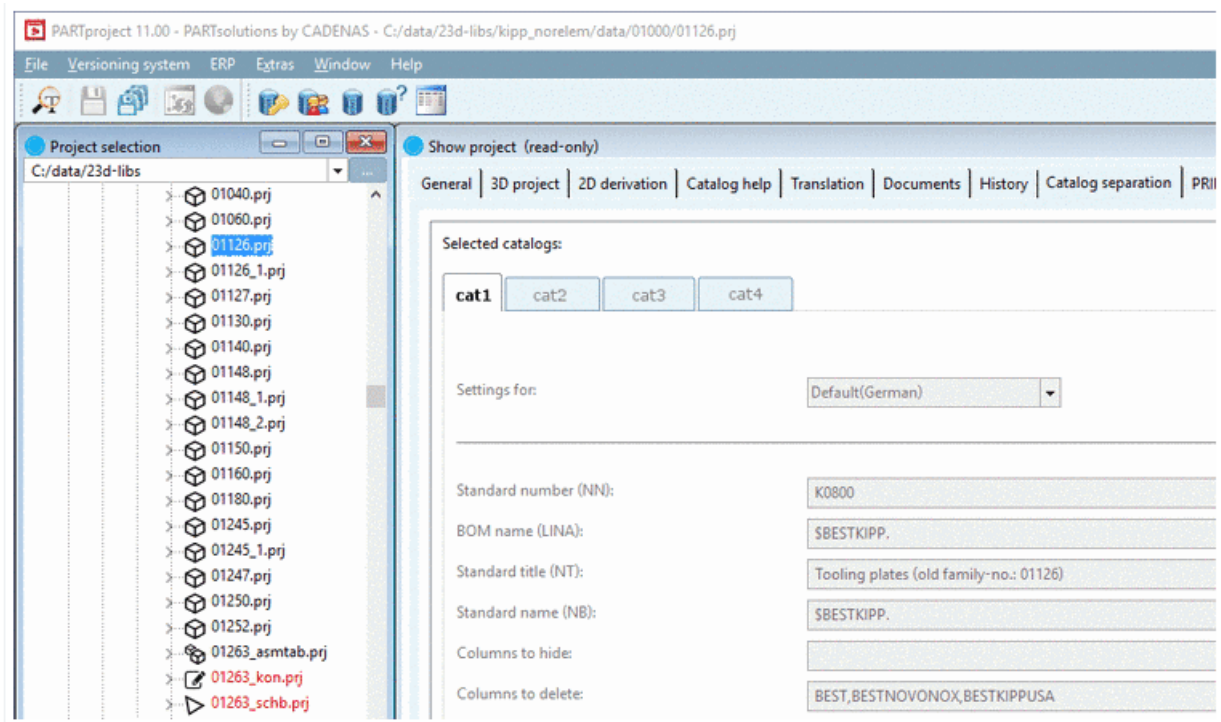 PARTproject 11.00 - PARTsolutions by CADENAS - C:/data/23d-libs/kipp_norelem/data/01000/01126.prj
File Versioning system ERP Extras Window Help
Project selection
C:/data/23d-libs
...
01040.prj
01060.prj
01126.prj
01126_1.prj
01127.prj
01130.prj
01140.prj
01148.prj
01148_1.prj
01148_2.prj
01150.prj
01160.prj
01180.prj
01245.prj
01245_1.prj
01247.prj
01250.prj
01252.prj
01263_asmtab.prj
01263_kon.prj
01263_schb.prj
Show project (read-only)
General 3D project 2D derivation Catalog help Translation Documents History Catalog separation
Selected catalogs:
cat1 cat2 cat3 cat4
Settings for: Default(German)
Standard number (NN): K0800
BOM name (LINA): $BESTKIPP.
Standard title (NT): Tooling plates (old family-no.: 01126)
Standard name (NB): $BESTKIPP.
Columns to hide:
Columns to delete: BEST,BESTNOVONOX,BESTKIPPUSA